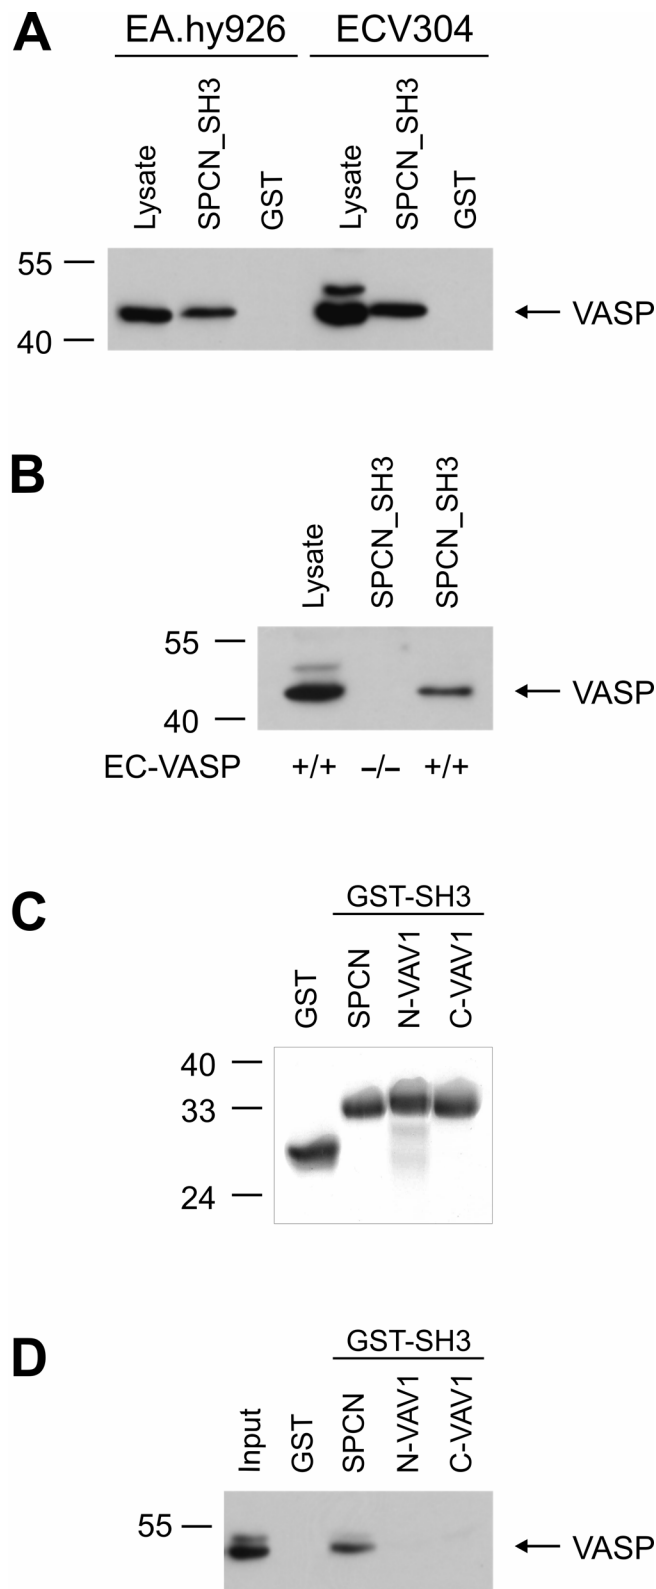 A
EA.hy926 ECV304
Lysate SPCN_SH3 GST Lysate SPCN_SH3 GST
55
VASP
40
B
Lysate SPCN_SH3 SPCN_SH3
55
VASP
40
EC-VASP +/+ –/– +/+
C
GST-SH3
GST SPCN N-VAV1 C-VAV1
40
33
24
D
GST-SH3
Input GST SPCN N-VAV1 C-VAV1
55
VASP